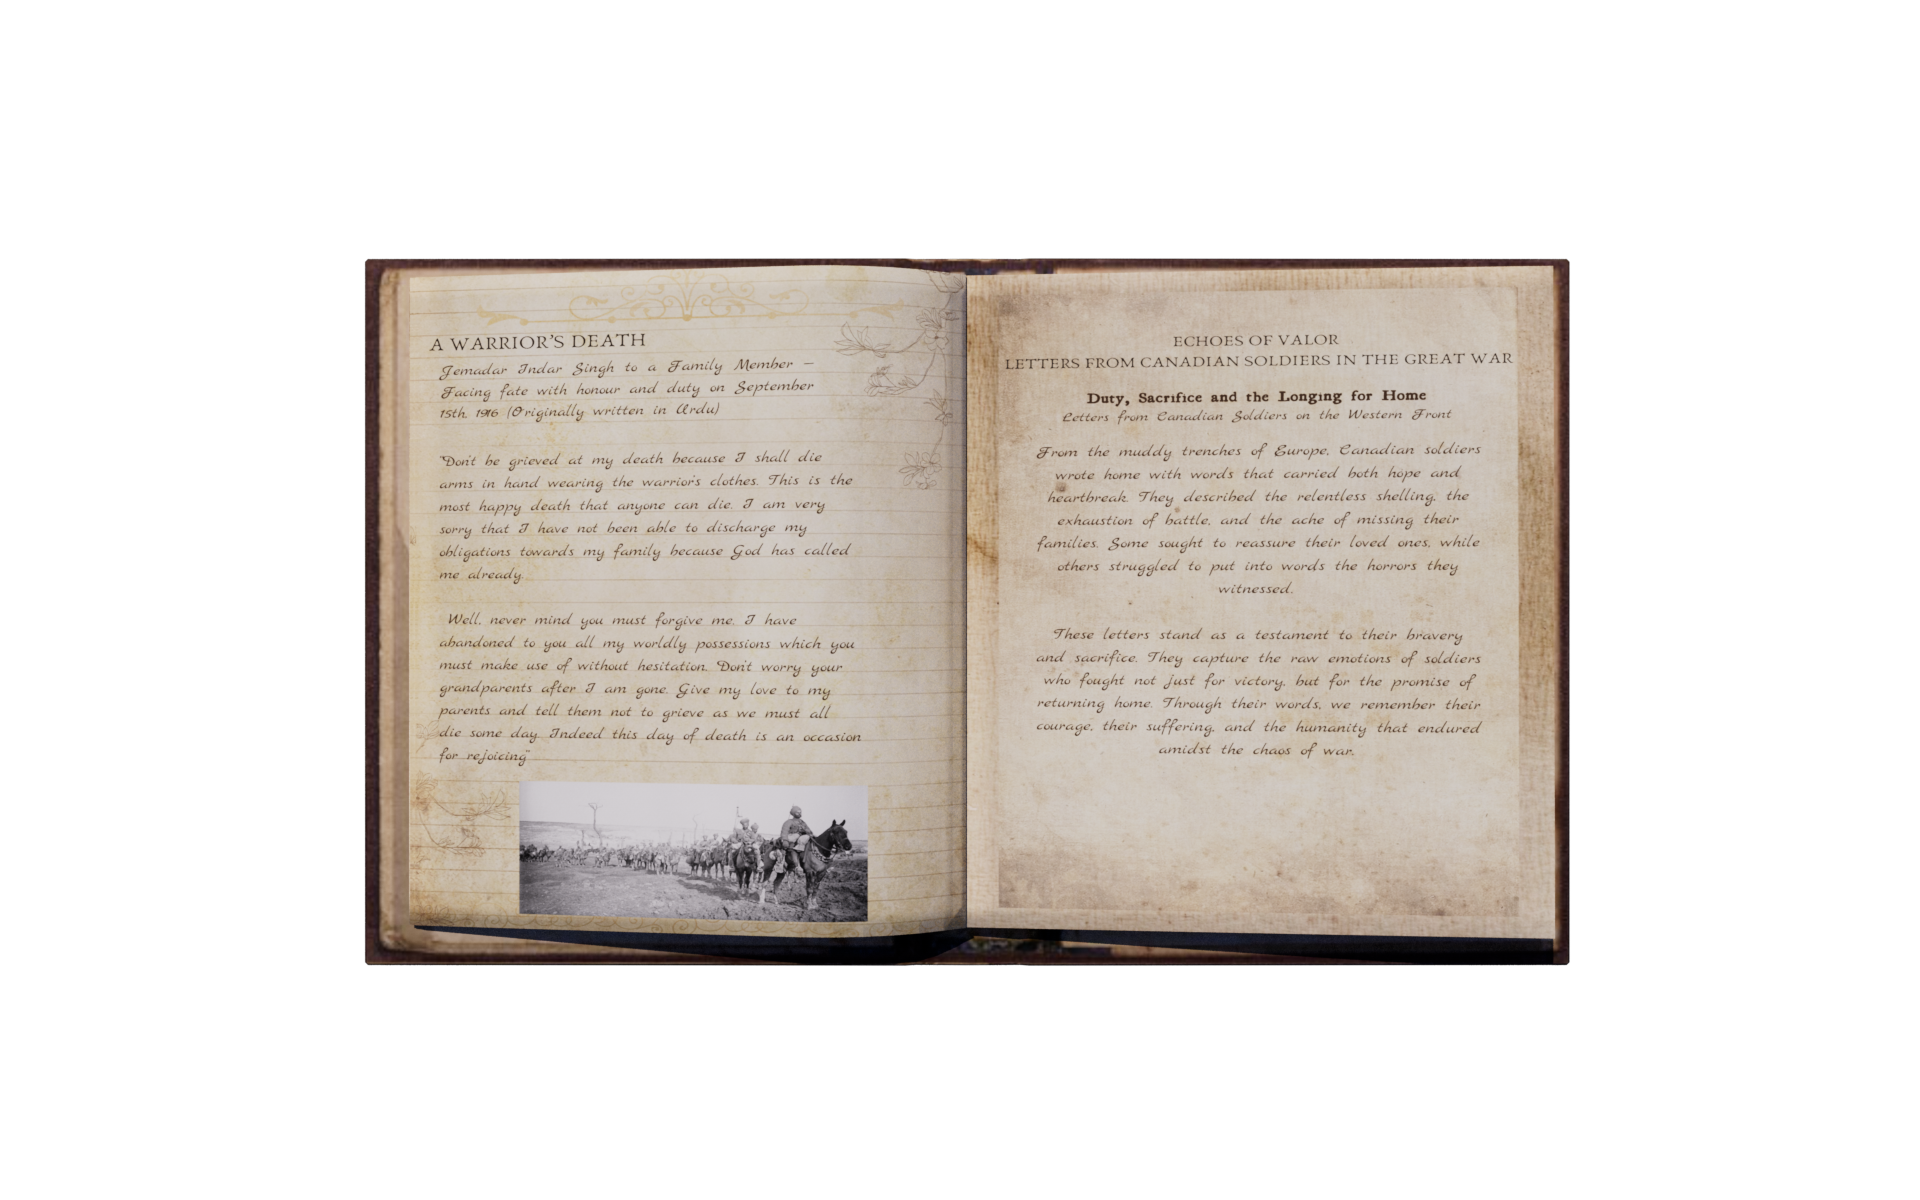 A WARRIOR'S DEATH
Jemadar Indar Singh to a Family Member –
Facing fate with honour and duty on September
15th, 1916 (Originally written in Urdu)
"Don't be grieved at my death because I shall die
arms in hand wearing the warrior's clothes. This is the
most happy death that anyone can die. I am very
sorry that I have not been able to discharge my
obligations towards my family because God has called
me already.
Well, never mind you must forgive me. I have
abandoned to you all my worldly possessions which you
must make use of without hesitation. Don't worry your
grandparents after I am gone. Give my love to my
parents and tell them not to grieve as we must all
die some day. Indeed this day of death is an occasion
for rejoicing"
ECHOES OF VALOR
LETTERS FROM CANADIAN SOLDIERS IN THE GREAT WAR
Duty, Sacrifice and the Longing for Home
Letters from Canadian Soldiers on the Western Front
From the muddy trenches of Europe, Canadian soldiers
wrote home with words that carried both hope and
heartbreak. They described the relentless shelling, the
exhaustion of battle, and the ache of missing their
families. Some sought to reassure their loved ones, while
others struggled to put into words the horrors they
witnessed.
These letters stand as a testament to their bravery
and sacrifice. They capture the raw emotions of soldiers
who fought not just for victory, but for the promise of
returning home. Through their words, we remember their
courage, their suffering, and the humanity that endured
amidst the chaos of war.